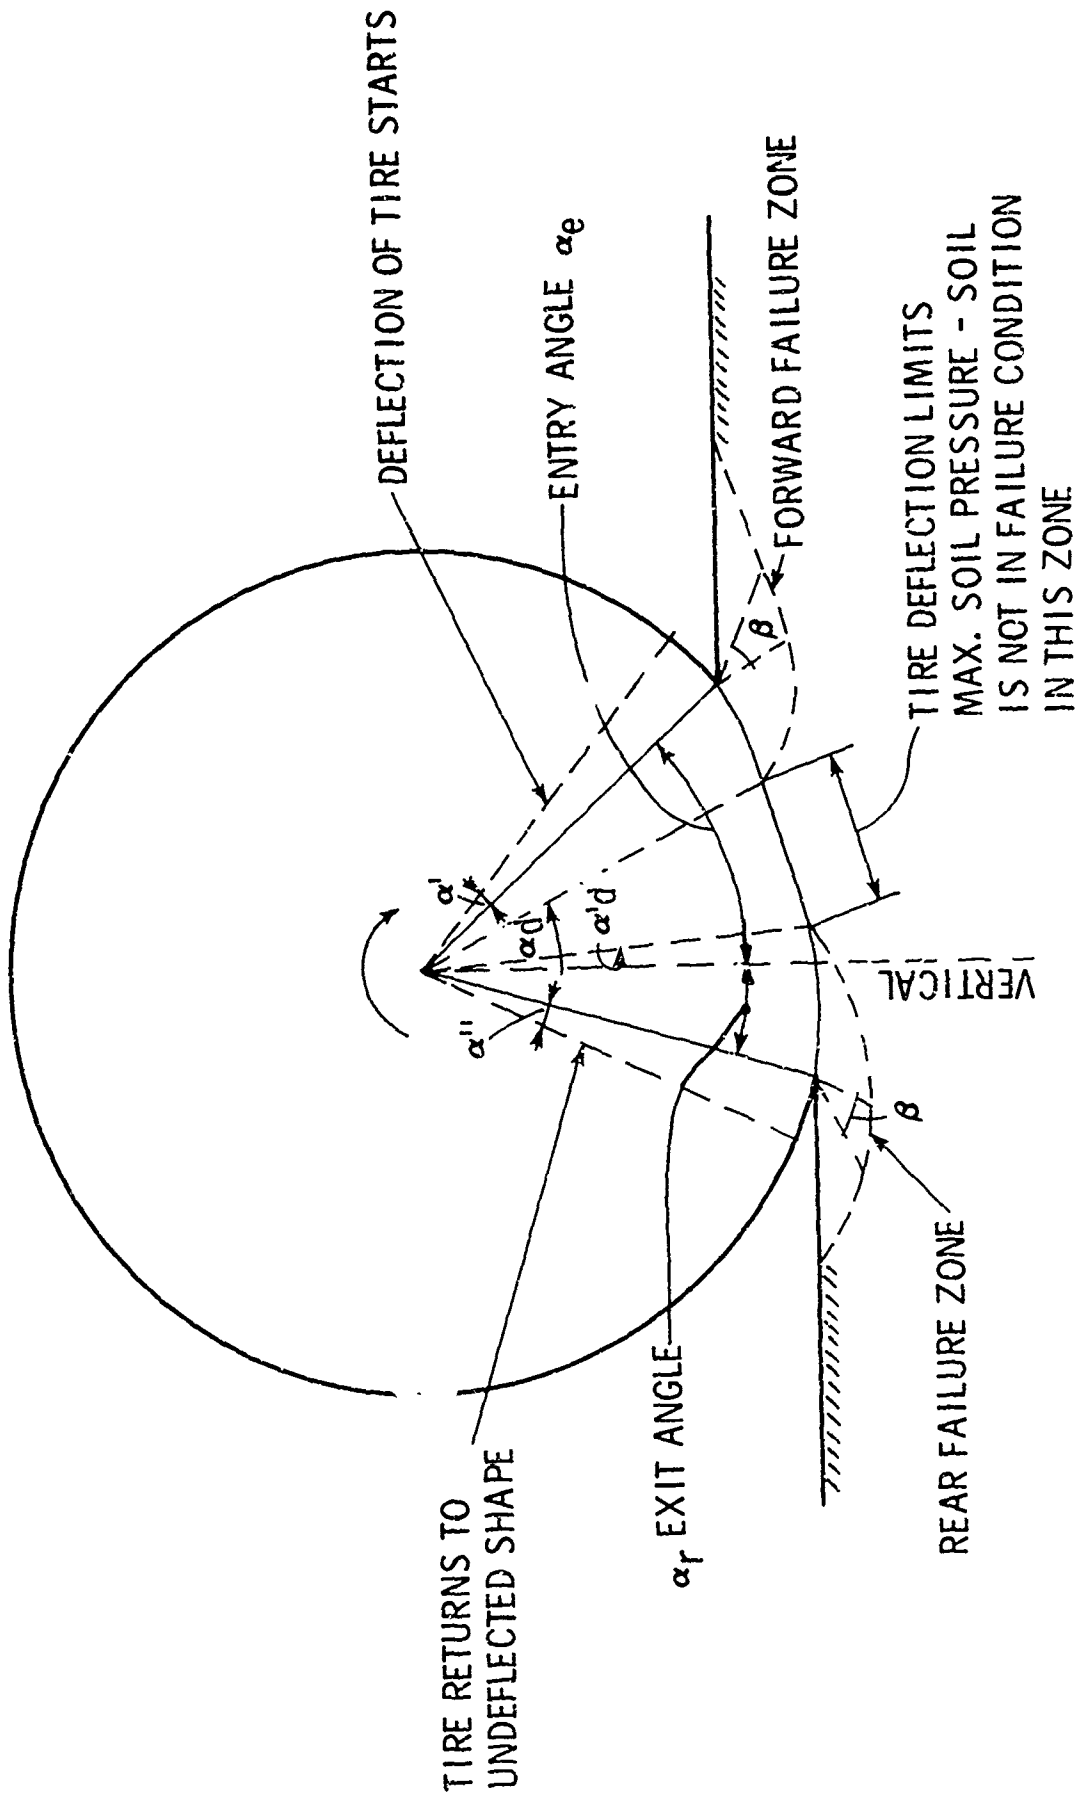 DEFLECTION OF TIRE STARTS
ENTRY ANGLE αe
FORWARD FAILURE ZONE
TIRE DEFLECTION LIMITS
MAX. SOIL PRESSURE - SOIL
IS NOT IN FAILURE CONDITION
IN THIS ZONE
α'
αd
α'd
α"
β
VERTICAL
β
TIRE RETURNS TO
UNDEFLECTED SHAPE
αr EXIT ANGLE
REAR FAILURE ZONE